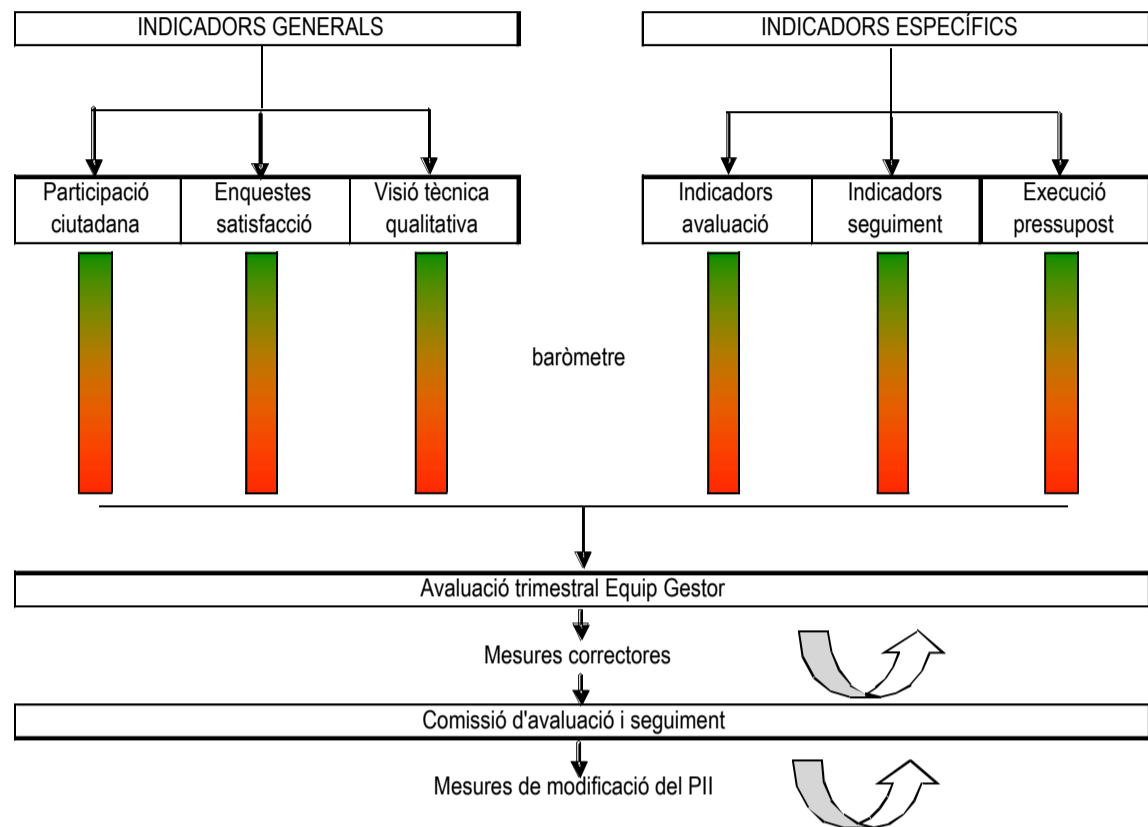 INDICADORS GENERALS
INDICADORS ESPECÍFICS
Participació
ciutadana
Enquestes
satisfacció
Visió tècnica
qualitativa
Indicadors
avaluació
Indicadors
seguiment
Execució
pressupost
baròmetre
Avaluació trimestral Equip Gestor
Mesures correctores
Comissió d'avaluació i seguiment
Mesures de modificació del PII